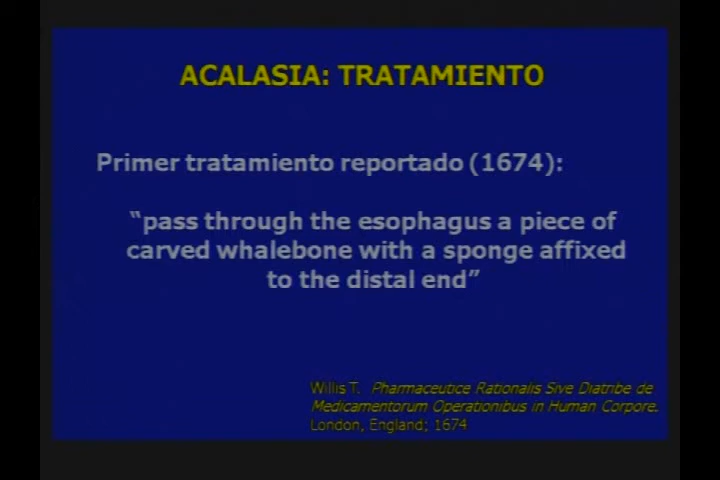 ACALASIA: TRATAMIENTO
Primer tratamiento reportado (1674):
“pass through the esophagus a piece of
carved whalebone with a sponge affixed
to the distal end”
Willis T. Pharmaceutice Rationalis Sive Diatribe de
Medicamentorum Operationibus in Human Corpore.
London, England; 1674